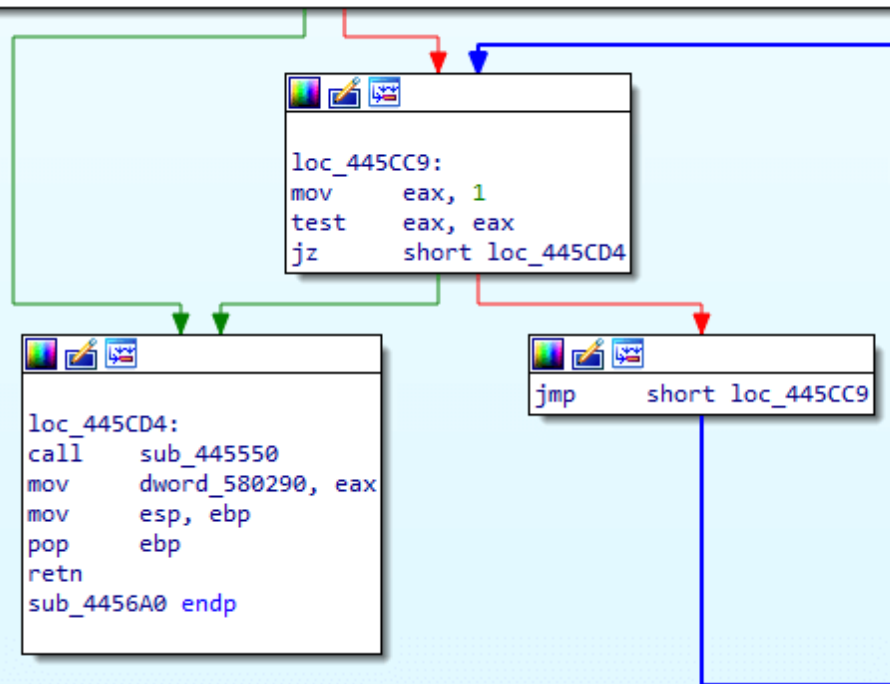 loc_445CC9:
mov eax, 1
test eax, eax
jz short loc_445CD4
loc_445CD4:
call sub_445550
mov dword_580290, eax
mov esp, ebp
pop ebp
retn
sub_4456A0 endp
jmp short loc_445CC9